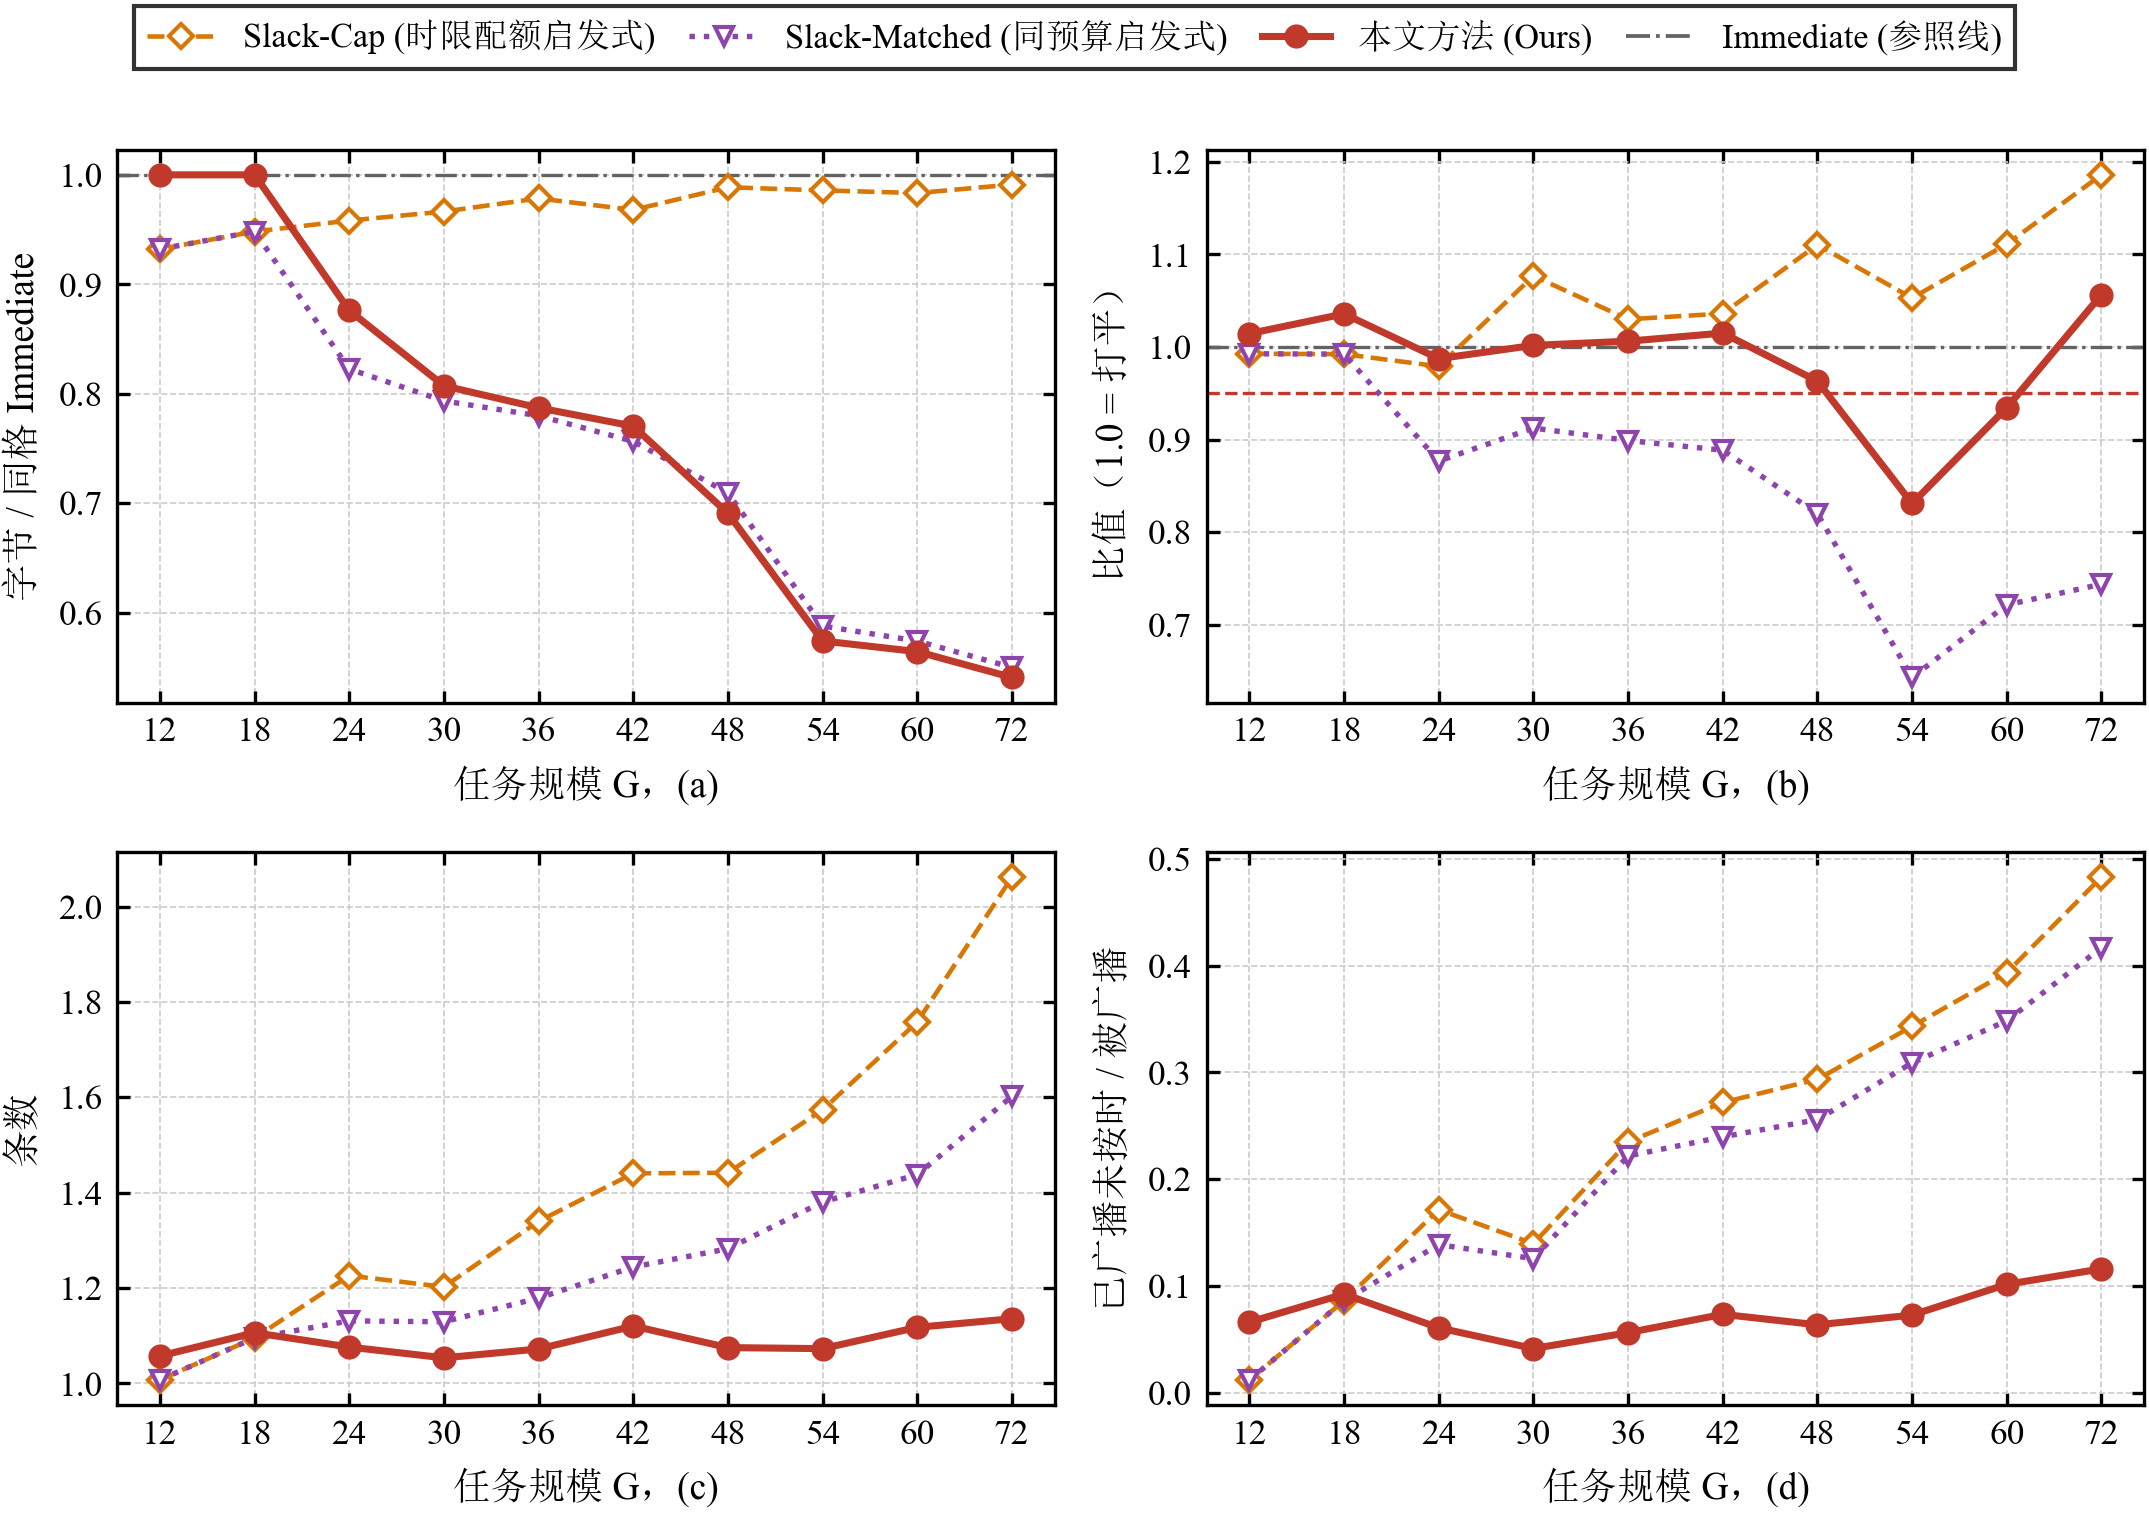 Slack-Cap (时限配额启发式) Slack-Matched (同预算启发式) 本文方法 (Ours) Immediate (参照线)
字节 / 同格 Immediate
1.0
0.9
0.8
0.7
0.6
12 18 24 30 36 42 48 54 60 72
任务规模 G，(a)
比值（1.0 = 打平）
1.2
1.1
1.0
0.9
0.8
0.7
12 18 24 30 36 42 48 54 60 72
任务规模 G，(b)
条数
2.0
1.8
1.6
1.4
1.2
1.0
12 18 24 30 36 42 48 54 60 72
任务规模 G，(c)
已广播未按时 / 被广播
0.5
0.4
0.3
0.2
0.1
0.0
12 18 24 30 36 42 48 54 60 72
任务规模 G，(d)